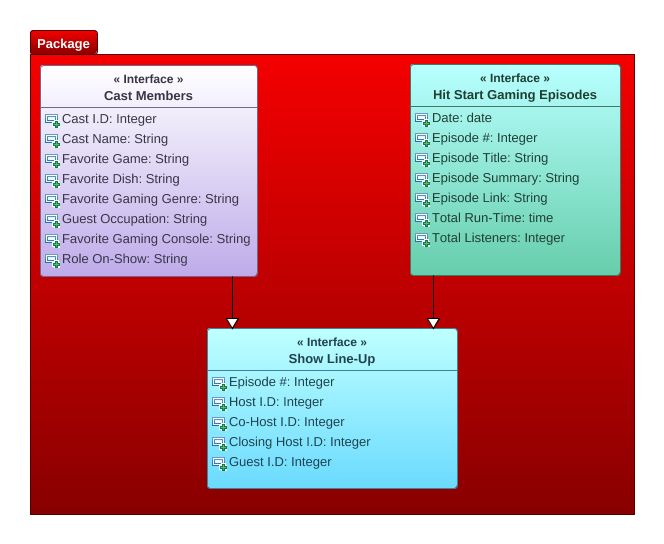 Package
« Interface »
Cast Members
Cast I.D: Integer
Cast Name: String
Favorite Game: String
Favorite Dish: String
Favorite Gaming Genre: String
Guest Occupation: String
Favorite Gaming Console: String
Role On-Show: String
« Interface »
Hit Start Gaming Episodes
Date: date
Episode #: Integer
Episode Title: String
Episode Summary: String
Episode Link: String
Total Run-Time: time
Total Listeners: Integer
« Interface »
Show Line-Up
Episode #: Integer
Host I.D: Integer
Co-Host I.D: Integer
Closing Host I.D: Integer
Guest I.D: Integer